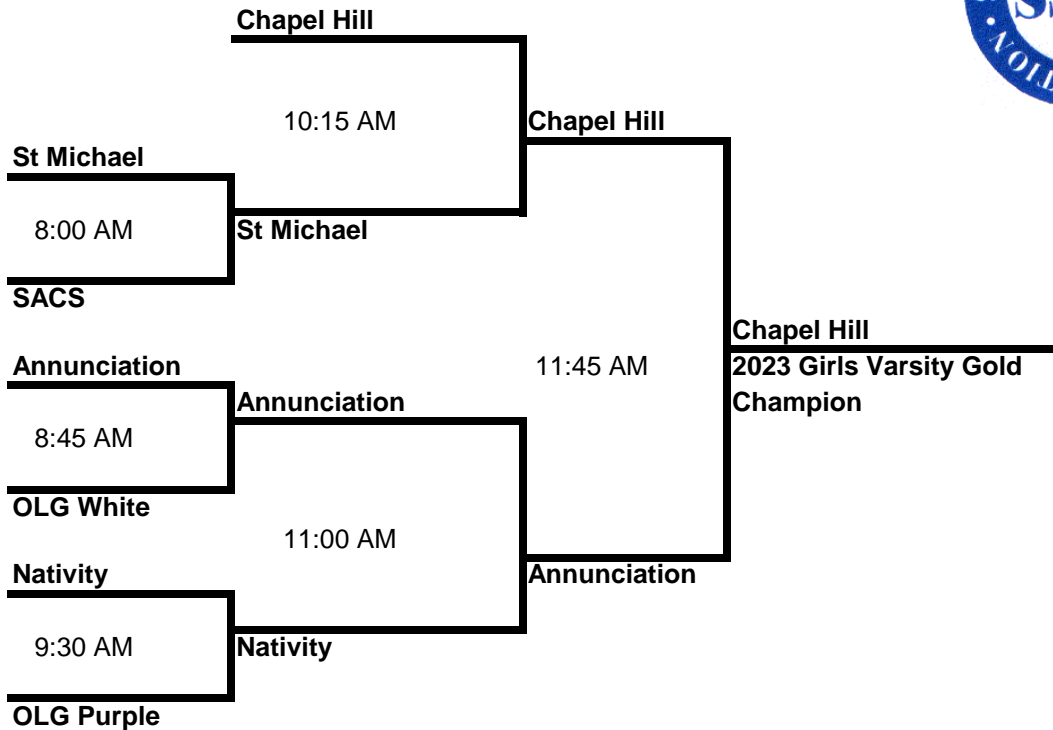 Chapel Hill
10:15 AM
Chapel Hill
St Michael
8:00 AM
St Michael
SACS
Chapel Hill
Annunciation
11:45 AM
2023 Girls Varsity Gold
Annunciation
Champion
8:45 AM
OLG White
11:00 AM
Nativity
Annunciation
9:30 AM
Nativity
OLG Purple